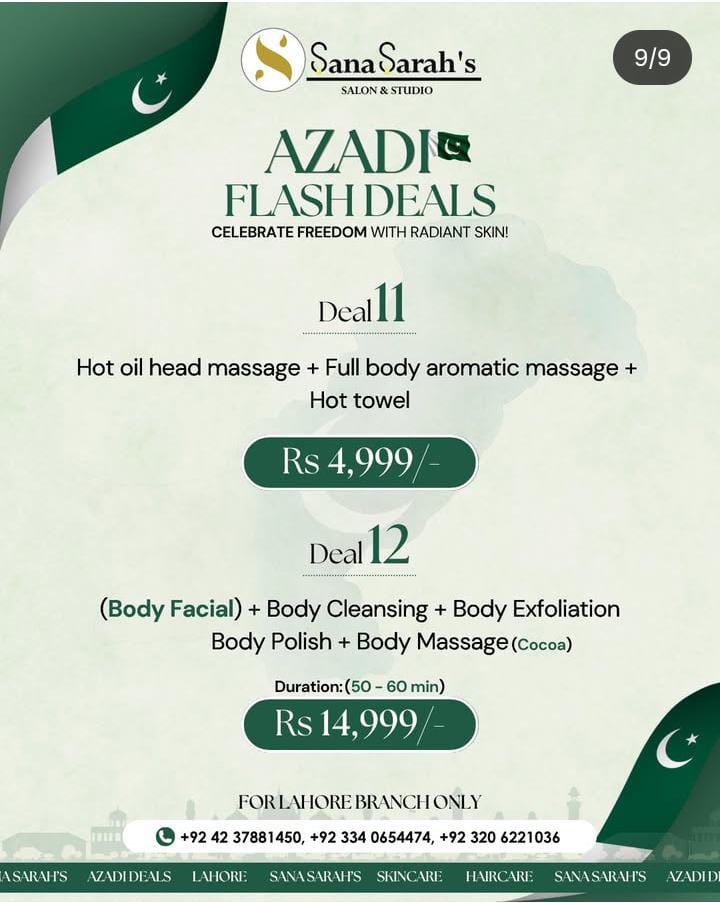 9/9
Sana Sarah's
SALON & STUDIO
AZADI
FLASH DEALS
CELEBRATE FREEDOM WITH RADIANT SKIN!
Deal 11
Hot oil head massage + Full body aromatic massage +
Hot towel
Rs 4,999/-
Deal 12
(Body Facial) + Body Cleansing + Body Exfoliation
Body Polish + Body Massage (Cocoa)
Duration: (50 - 60 min)
Rs 14,999/-
FOR LAHORE BRANCH ONLY
+92 42 37881450, +92 334 0654474, +92 320 6221036
A SARAH'S AZADI DEALS LAHORE SANA SARAH'S SKINCARE HAIRCARE SANA SARAH'S AZADI D